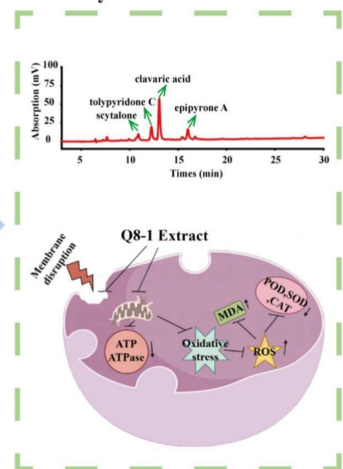 100
75
50
25
0
Absorption (mV)
clavaric acid
tolypyridone C
scytalone
epipyrone A
5 10 15 20 25 30
Times (min)
Q8-1 Extract
Membrane
disruption
MDA
POD,SOD
,CAT
ATP
ATPase
Oxidative
stress
ROS